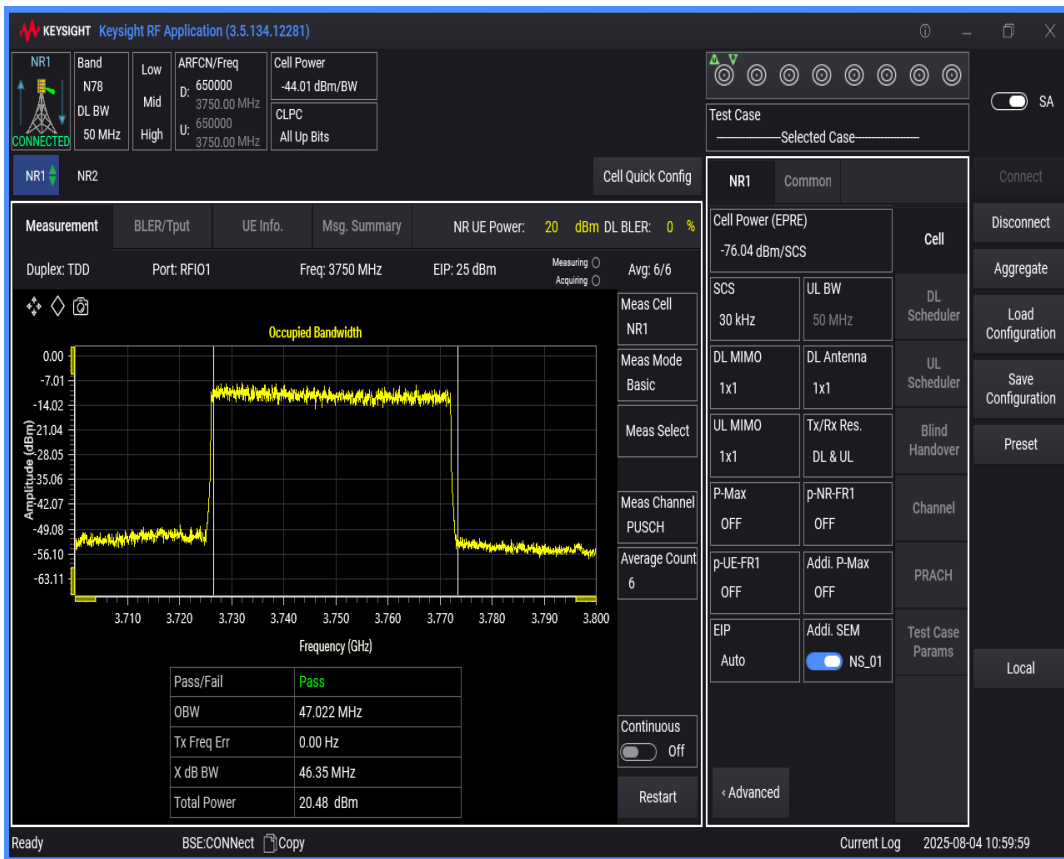 KEYSIGHT Keysight RF Application (3.5.134.12281)
NR1
CONNECTED
Band
N78
DL BW
50 MHz
Low
Mid
High
ARFCN/Freq
D: 650000
3750.00 MHz
U: 650000
3750.00 MHz
Cell Power
-44.01 dBm/BW
CLPC
All Up Bits
Test Case
Selected Case
SA
NR1 NR2
Cell Quick Config
Measurement BLER/Tput UE Info. Msg. Summary NR UE Power: 20 dBm DL BLER: 0 %
Duplex: TDD Port: RFIO1 Freq: 3750 MHz EIP: 25 dBm Measuring Acquiring Avg: 6/6
Occupied Bandwidth
Amplitude (dBm)
0.00
-7.01
-14.02
-21.04
-28.05
-35.06
-42.07
-49.08
-56.10
-63.11
3.710 3.720 3.730 3.740 3.750 3.760 3.770 3.780 3.790 3.800
Frequency (GHz)
Pass/Fail Pass
OBW 47.022 MHz
Tx Freq Err 0.00 Hz
X dB BW 46.35 MHz
Total Power 20.48 dBm
Meas Cell
NR1
Meas Mode
Basic
Meas Select
Meas Channel
PUSCH
Average Count
6
Continuous
Off
Restart
NR1 Common
Cell Power (EPRE)
-76.04 dBm/SCS
SCS
30 kHz
UL BW
50 MHz
DL MIMO
1x1
DL Antenna
1x1
UL MIMO
1x1
Tx/Rx Res.
DL & UL
P-Max
OFF
p-NR-FR1
OFF
p-UE-FR1
OFF
Addi. P-Max
OFF
EIP
Auto
Addi. SEM
NS_01
‹ Advanced
Cell
DL
Scheduler
UL
Scheduler
Blind
Handover
Channel
PRACH
Test Case
Params
Connect
Disconnect
Aggregate
Load
Configuration
Save
Configuration
Preset
Local
Ready BSE:CONNect Copy Current Log 2025-08-04 10:59:59